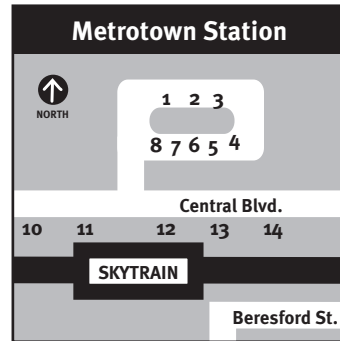 Metrotown Station
NORTH
1 2 3
8 7 6 5 4
Central Blvd.
10 11 12 13 14
SKYTRAIN
Beresford St.